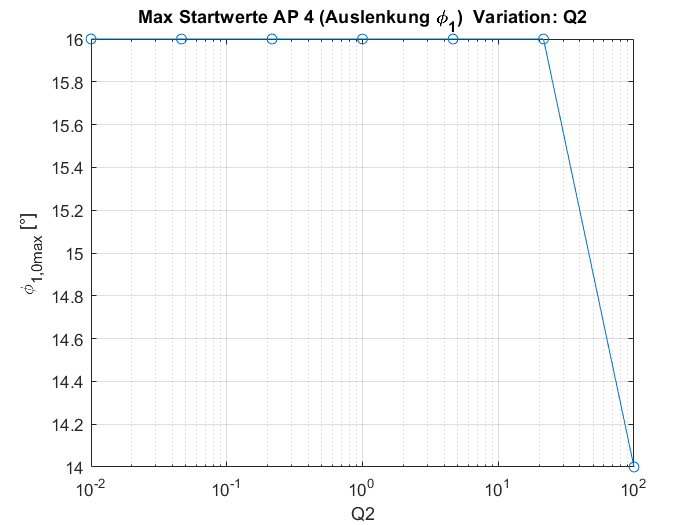 Max Startwerte AP 4 (Auslenkung ϕ₁) Variation: Q2
16
15.8
15.6
15.4
15.2
15
14.8
14.6
14.4
14.2
14
ϕ1,0max [°]
10⁻² 10⁻¹ 10⁰ 10¹ 10²
Q2